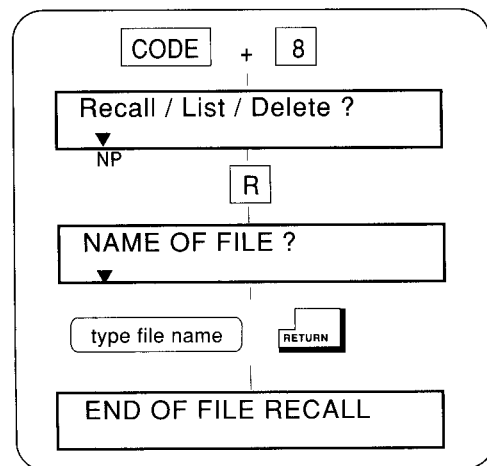 CODE + 8
Recall / List / Delete ?
NP
R
NAME OF FILE ?
type file name RETURN
END OF FILE RECALL